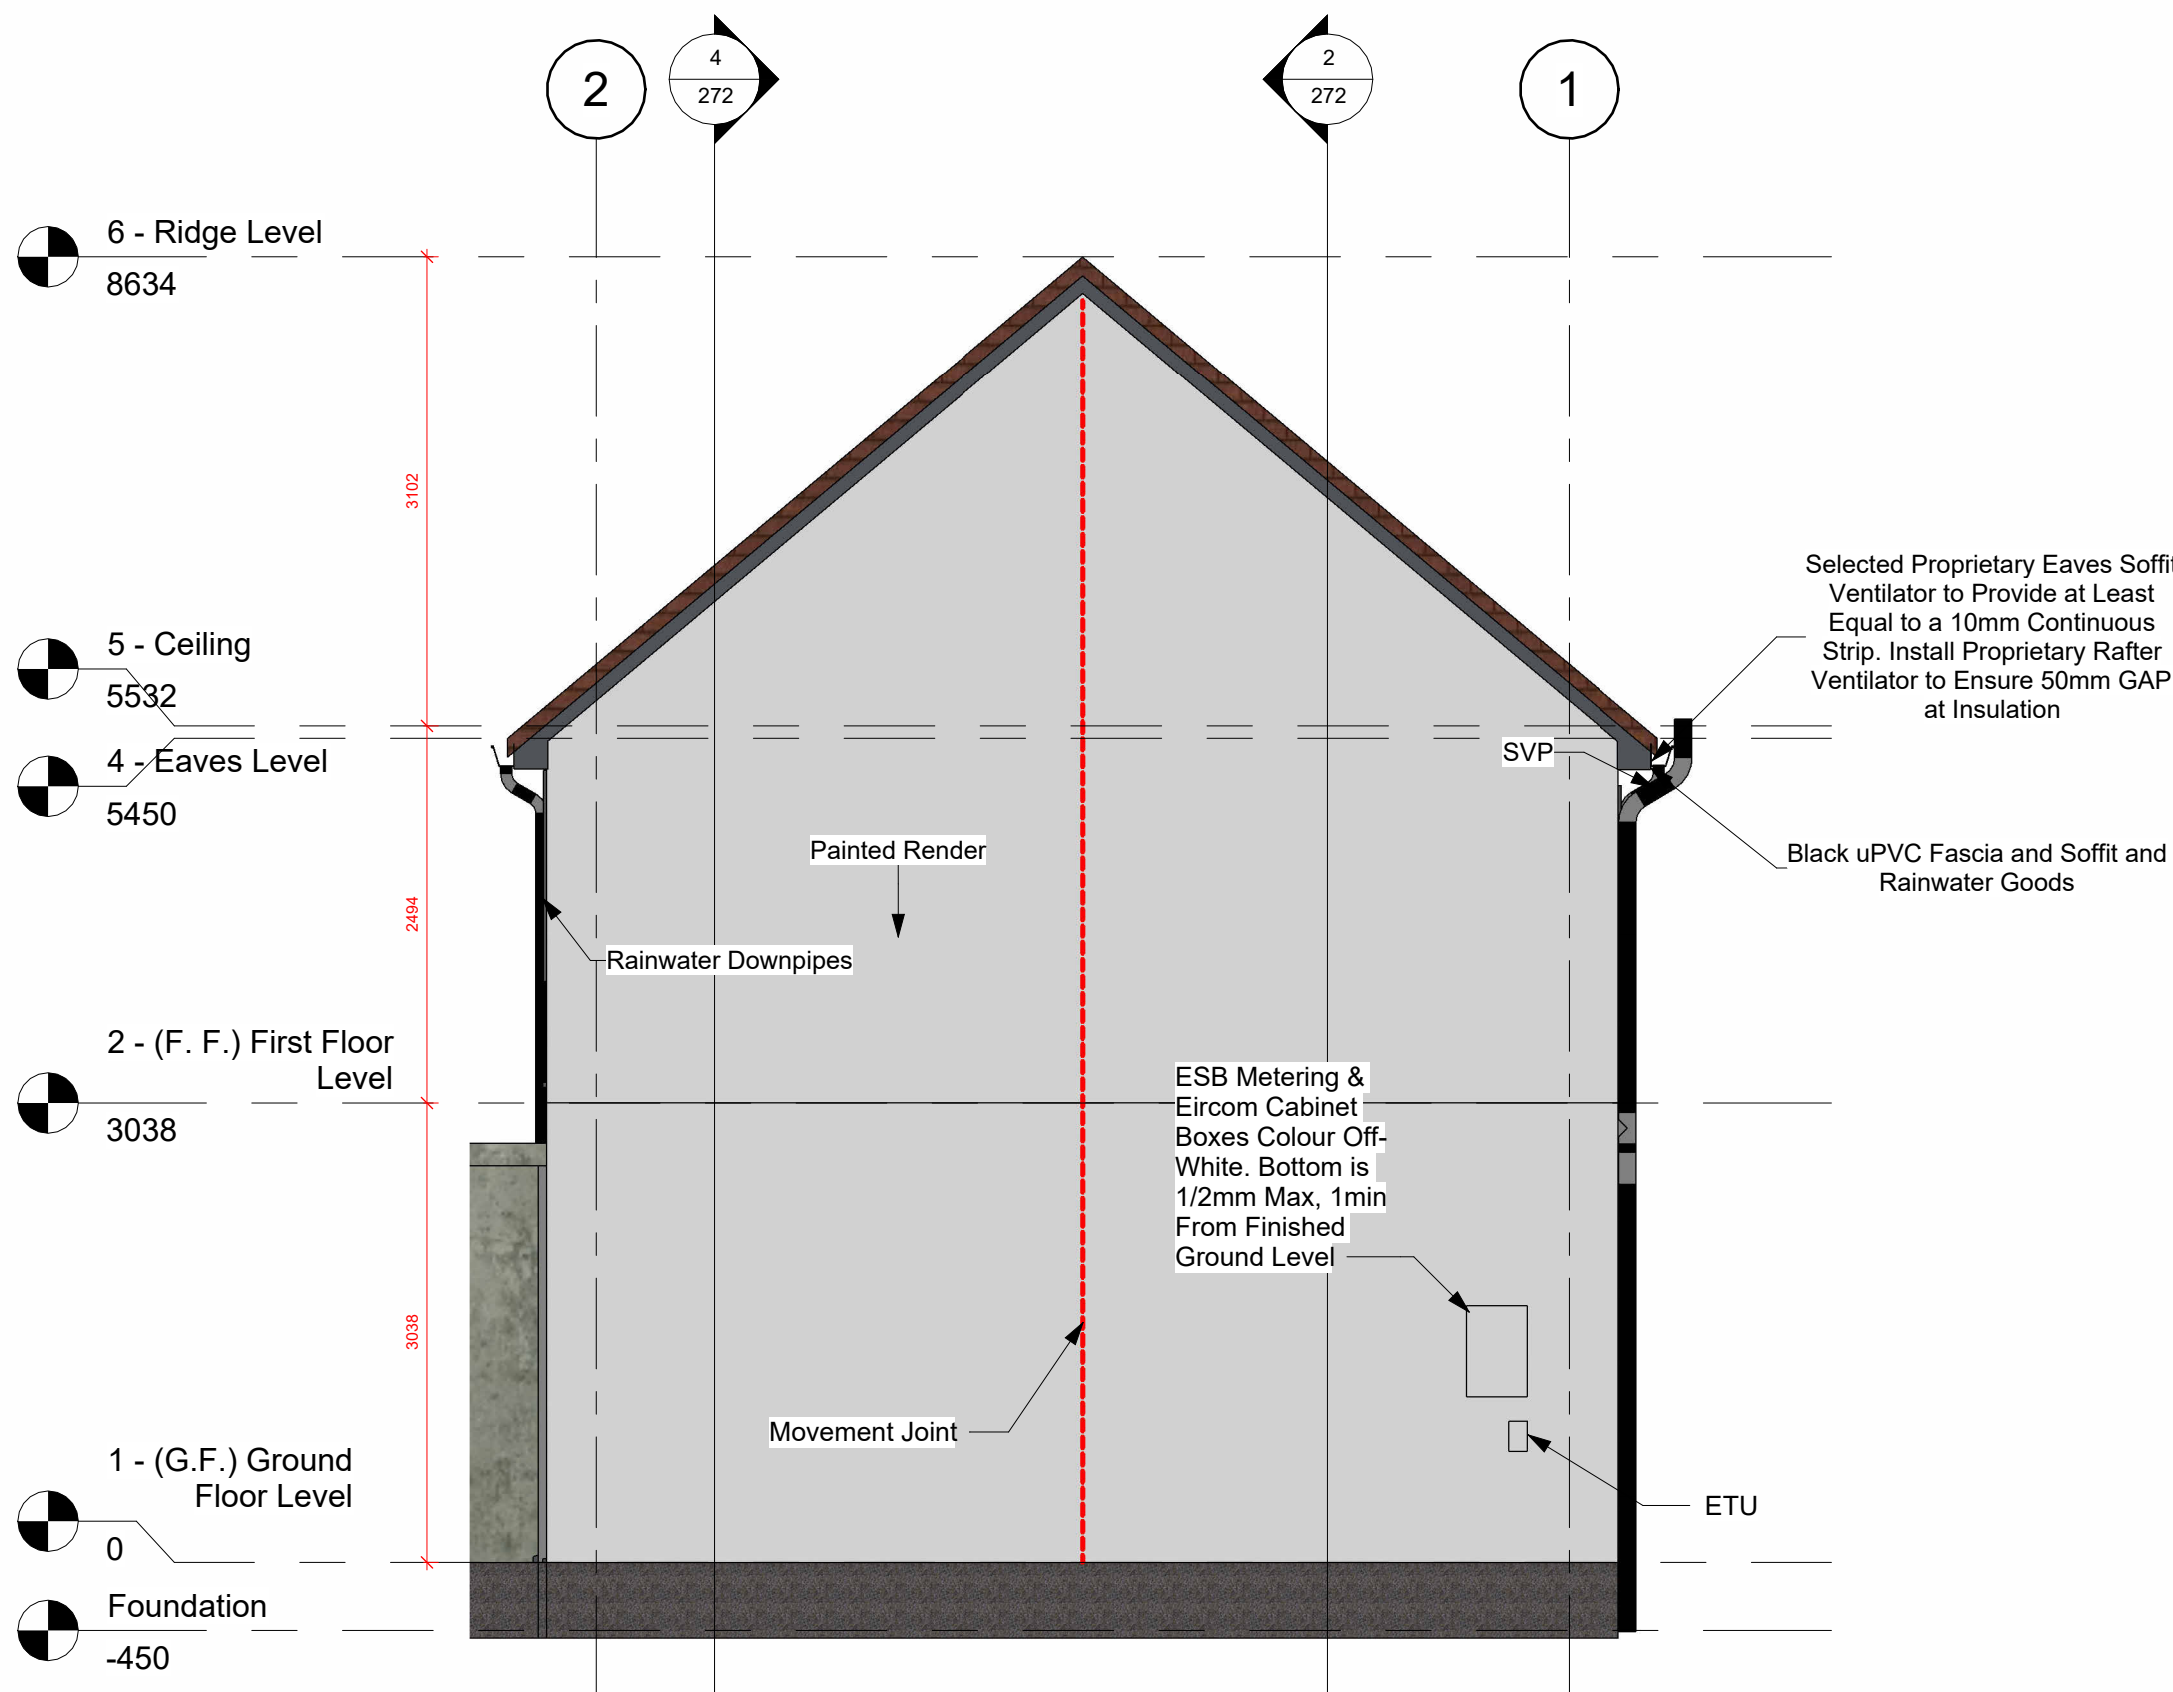 2
4
272
2
272
1
6 - Ridge Level
8634
3102
5 - Ceiling
5532
4 - Eaves Level
5450
Selected Proprietary Eaves Soffit
Ventilator to Provide at Least
Equal to a 10mm Continuous
Strip. Install Proprietary Rafter
Ventilator to Ensure 50mm GAP
at Insulation
SVP
Black uPVC Fascia and Soffit and
Rainwater Goods
Painted Render
2494
Rainwater Downpipes
2 - (F. F.) First Floor
Level
3038
ESB Metering &
Eircom Cabinet
Boxes Colour Off-
White. Bottom is
1/2mm Max, 1min
From Finished
Ground Level
3038
Movement Joint
1 - (G.F.) Ground
Floor Level
0
ETU
Foundation
-450